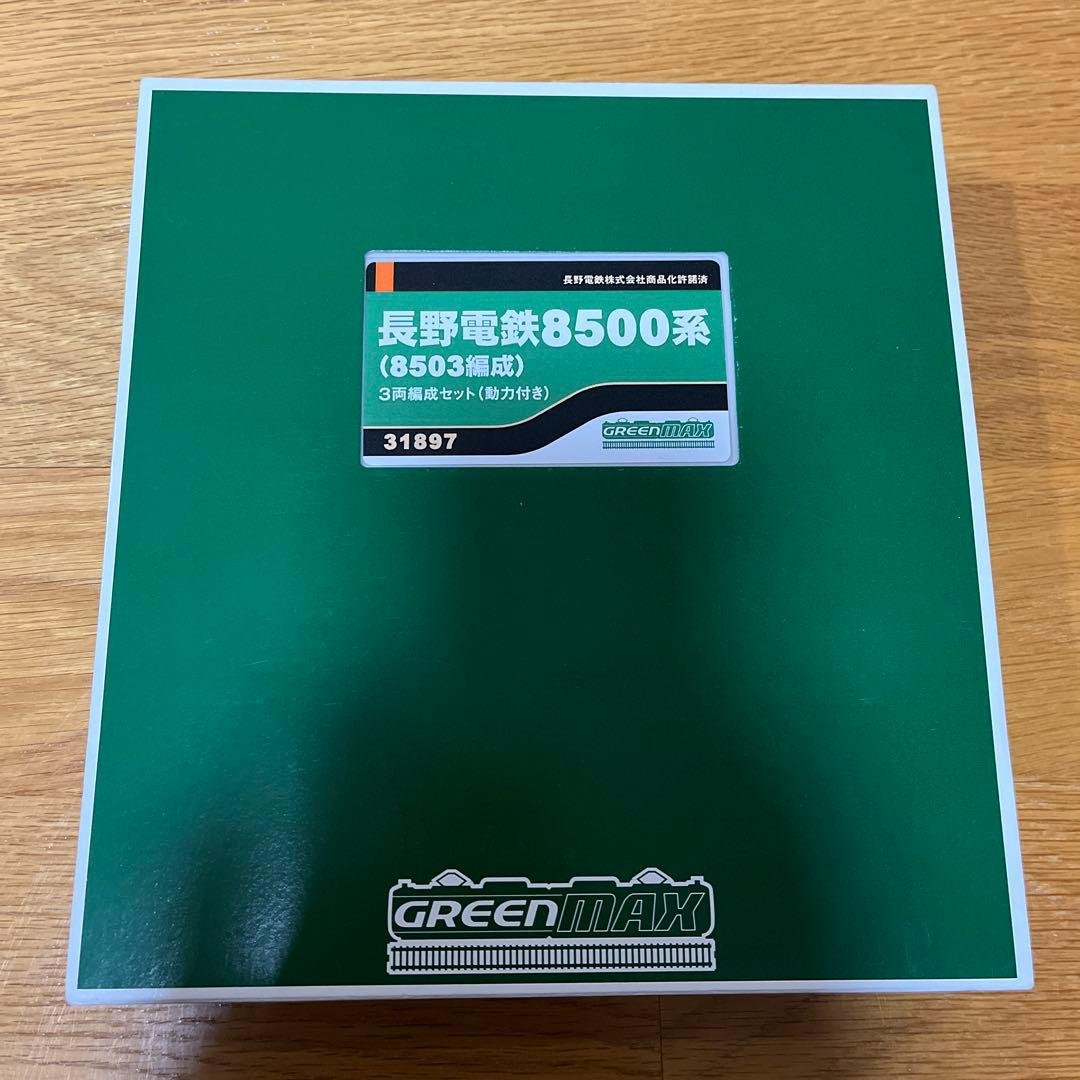 長野電鉄株式会社商品化許諾済
長野電鉄8500系
(8503編成)
3両編成セット(動力付き)
31897
GREENMAX
GREENMAX